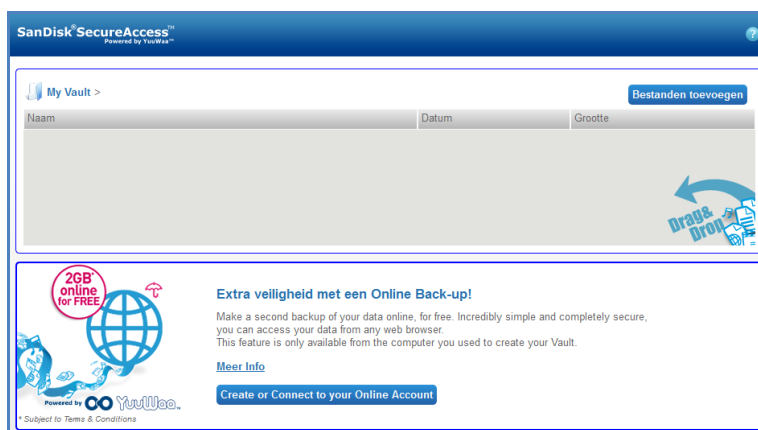 SanDisk®SecureAccess™
Powered by YuuWaa™
?
My Vault >
Bestanden toevoegen
Naam Datum Grootte
Drag&
Drop
2GB*
online
for FREE
Extra veiligheid met een Online Back-up!
Make a second backup of your data online, for free. Incredibly simple and completely secure,
you can access your data from any web browser.
This feature is only available from the computer you used to create your Vault.
Meer Info
Create or Connect to your Online Account
Powered by YuuWaa™
* Subject to Terms & Conditions